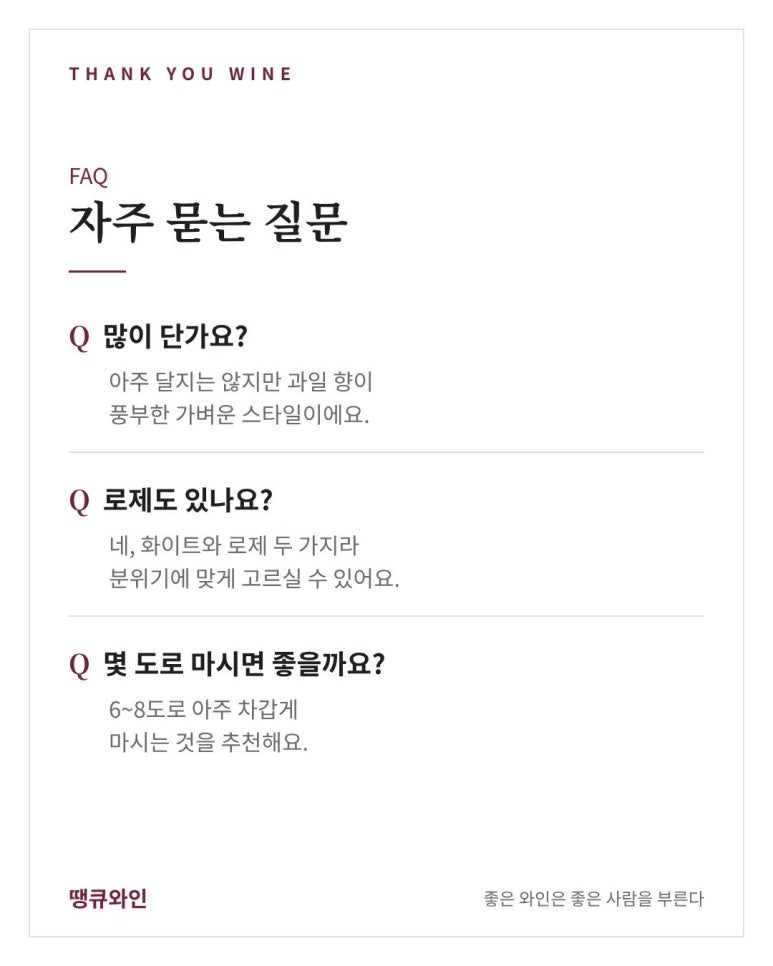 THANK YOU WINE
FAQ
자주 묻는 질문
Q 많이 단가요?
아주 달지는 않지만 과일 향이
풍부한 가벼운 스타일이에요.
Q 로제도 있나요?
네, 화이트와 로제 두 가지라
분위기에 맞게 고르실 수 있어요.
Q 몇 도로 마시면 좋을까요?
6~8도로 아주 차갑게
마시는 것을 추천해요.
땡큐와인
좋은 와인은 좋은 사람을 부른다